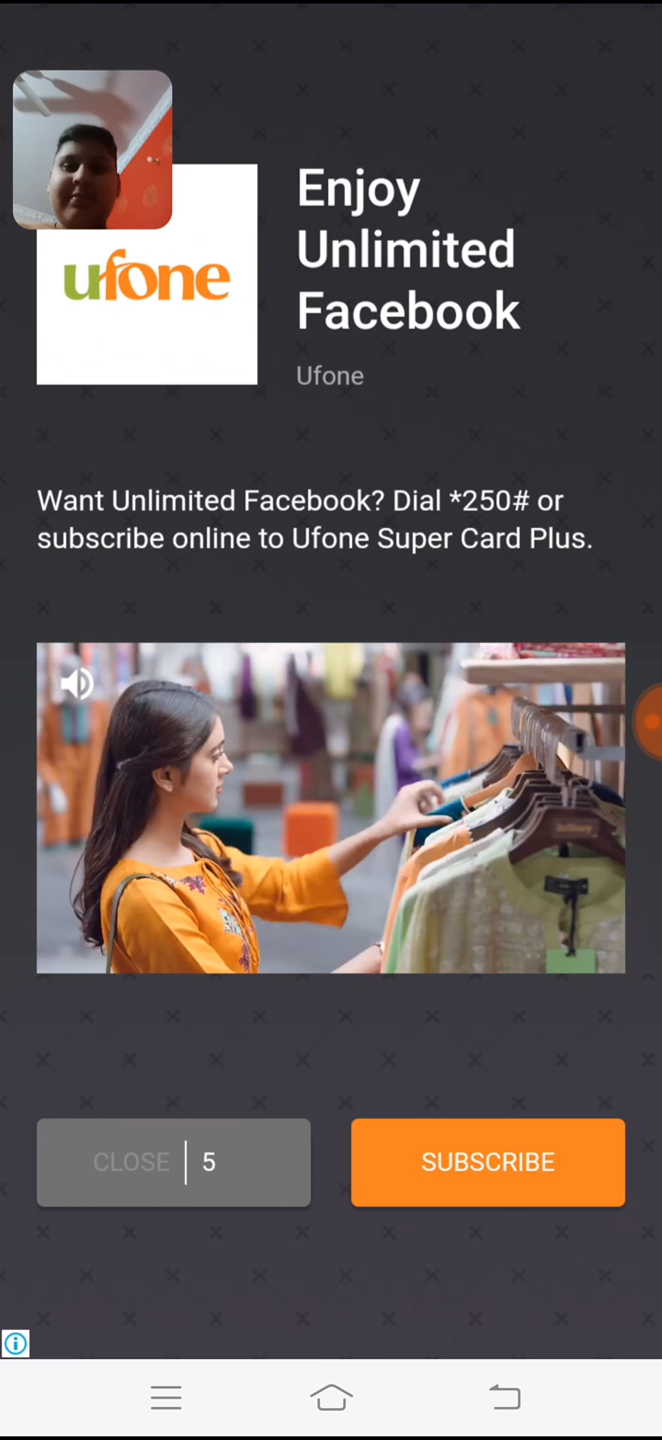 ufone
Enjoy
Unlimited
Facebook
Ufone
Want Unlimited Facebook? Dial *250# or
subscribe online to Ufone Super Card Plus.
CLOSE | 5
SUBSCRIBE